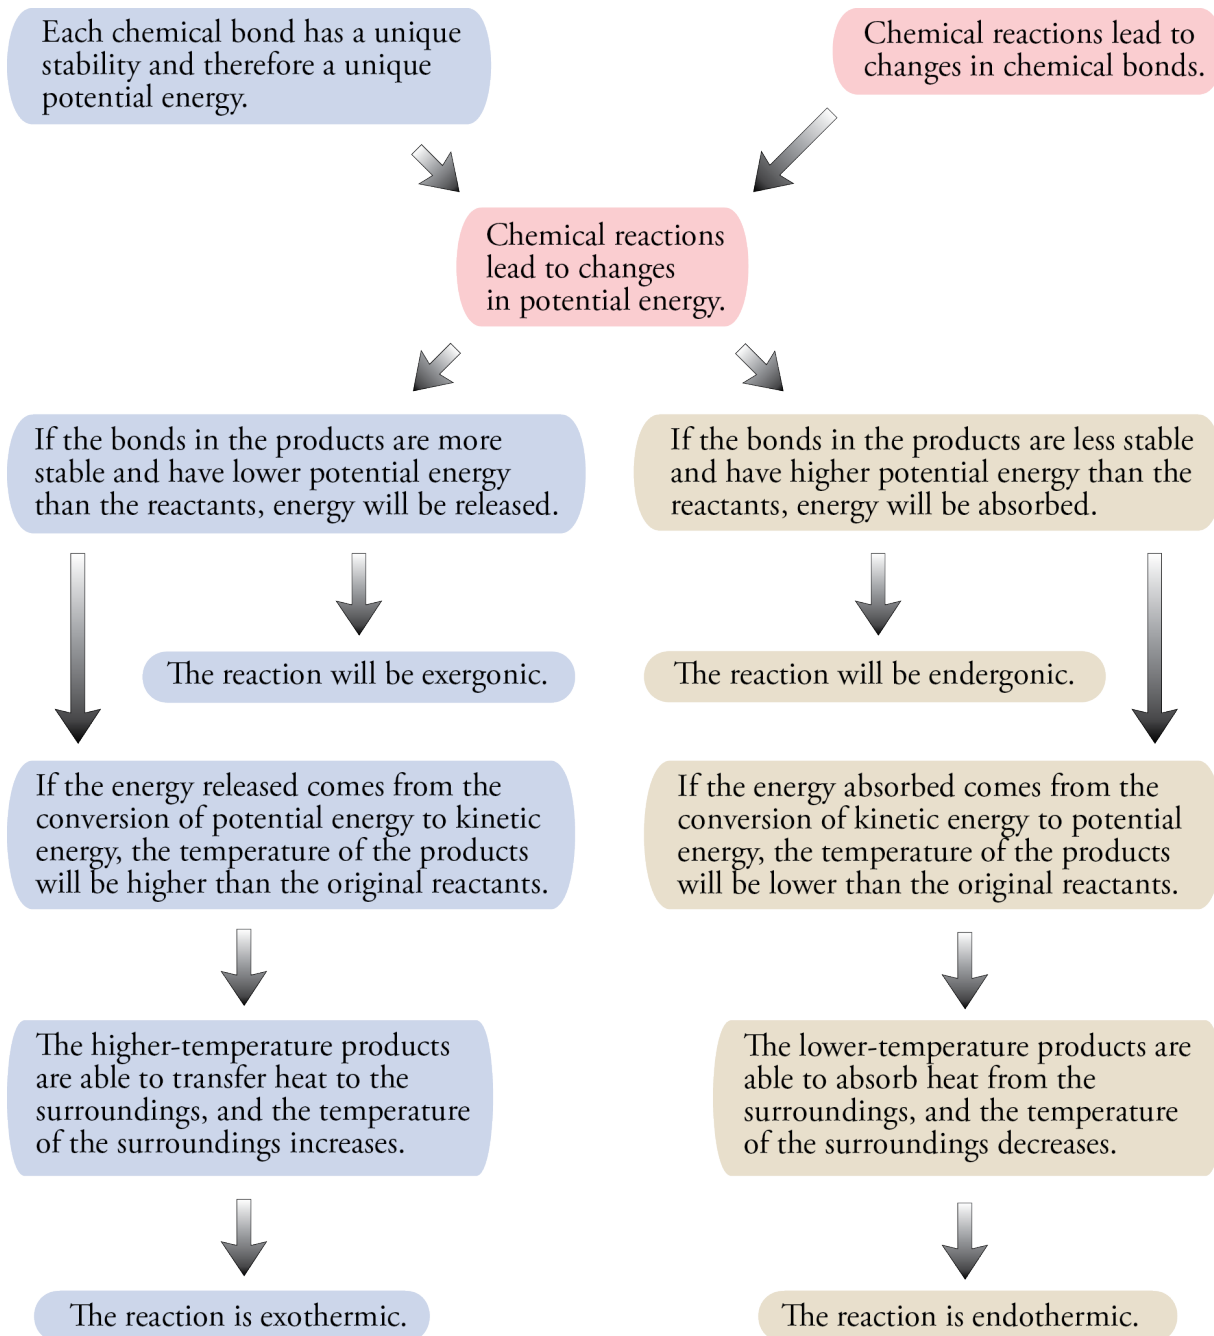 Each chemical bond has a unique
stability and therefore a unique
potential energy.
Chemical reactions lead to
changes in chemical bonds.
Chemical reactions
lead to changes
in potential energy.
If the bonds in the products are more
stable and have lower potential energy
than the reactants, energy will be released.
If the bonds in the products are less stable
and have higher potential energy than the
reactants, energy will be absorbed.
The reaction will be exergonic.
The reaction will be endergonic.
If the energy released comes from the
conversion of potential energy to kinetic
energy, the temperature of the products
will be higher than the original reactants.
If the energy absorbed comes from the
conversion of kinetic energy to potential
energy, the temperature of the products
will be lower than the original reactants.
The higher-temperature products
are able to transfer heat to the
surroundings, and the temperature
of the surroundings increases.
The lower-temperature products are
able to absorb heat from the
surroundings, and the temperature
of the surroundings decreases.
The reaction is exothermic.
The reaction is endothermic.